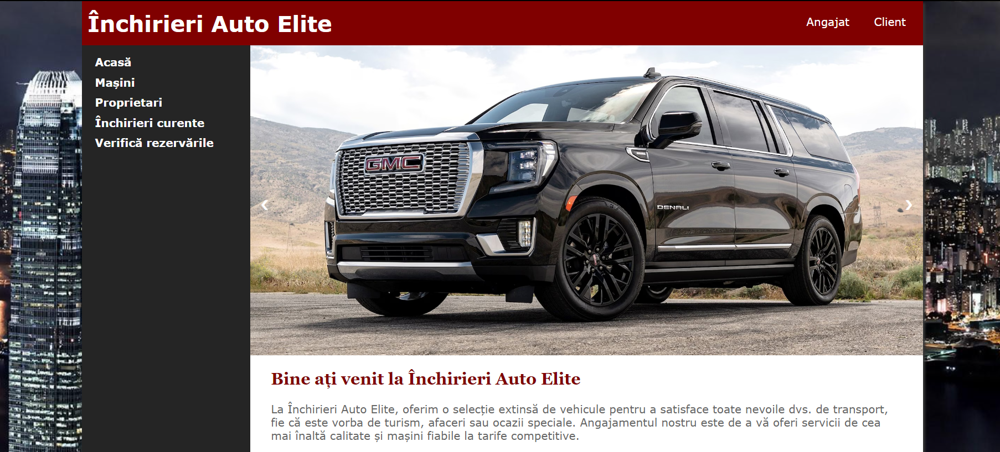 Închirieri Auto Elite
Angajat
Client
Acasă
Mașini
Proprietari
Închirieri curente
Verifică rezervările
GMC
DENALI
Bine ați venit la Închirieri Auto Elite
La Închirieri Auto Elite, oferim o selecție extinsă de vehicule pentru a satisface toate nevoile dvs. de transport,
fie că este vorba de turism, afaceri sau ocazii speciale. Angajamentul nostru este de a vă oferi servicii de cea
mai înaltă calitate și mașini fiabile la tarife competitive.